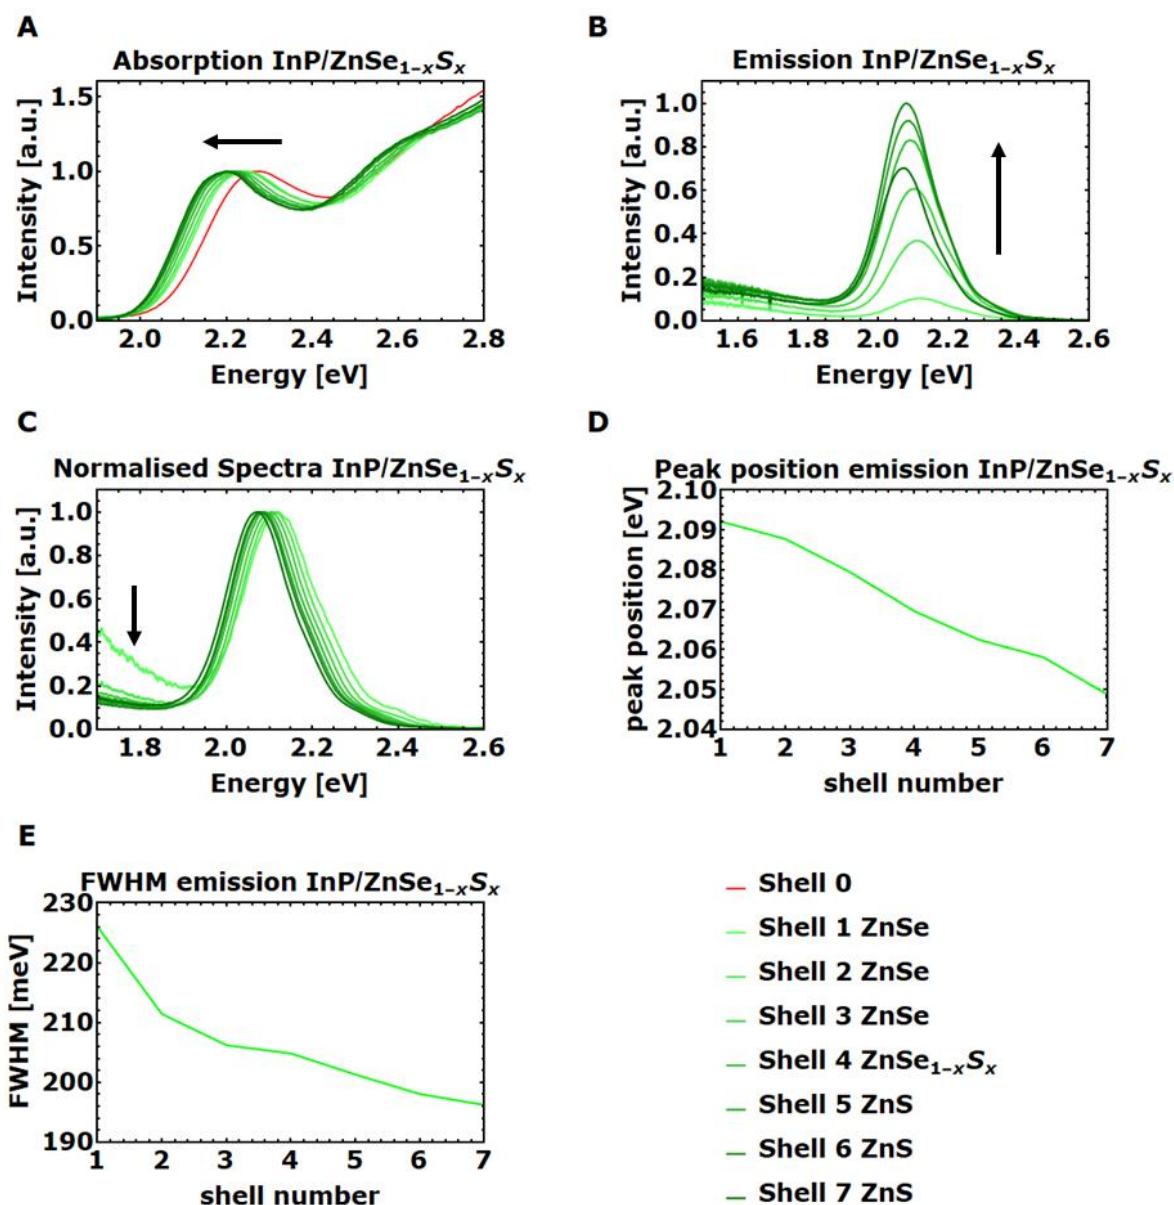 A
Absorption InP/ZnSe1−xSx
Intensity [a.u.]
1.5
1.0
0.5
0.0
2.0 2.2 2.4 2.6 2.8
Energy [eV]
B
Emission InP/ZnSe1−xSx
Intensity [a.u.]
1.0
0.8
0.6
0.4
0.2
0.0
1.6 1.8 2.0 2.2 2.4 2.6
Energy [eV]
C
Normalised Spectra InP/ZnSe1−xSx
Intensity [a.u.]
1.0
0.8
0.6
0.4
0.2
0.0
1.8 2.0 2.2 2.4 2.6
Energy [eV]
D
Peak position emission InP/ZnSe1−xSx
peak position [eV]
2.10
2.09
2.08
2.07
2.06
2.05
2.04
1 2 3 4 5 6 7
shell number
E
FWHM emission InP/ZnSe1−xSx
FWHM [meV]
230
220
210
200
190
1 2 3 4 5 6 7
shell number
Shell 0
Shell 1 ZnSe
Shell 2 ZnSe
Shell 3 ZnSe
Shell 4 ZnSe1−xSx
Shell 5 ZnS
Shell 6 ZnS
Shell 7 ZnS